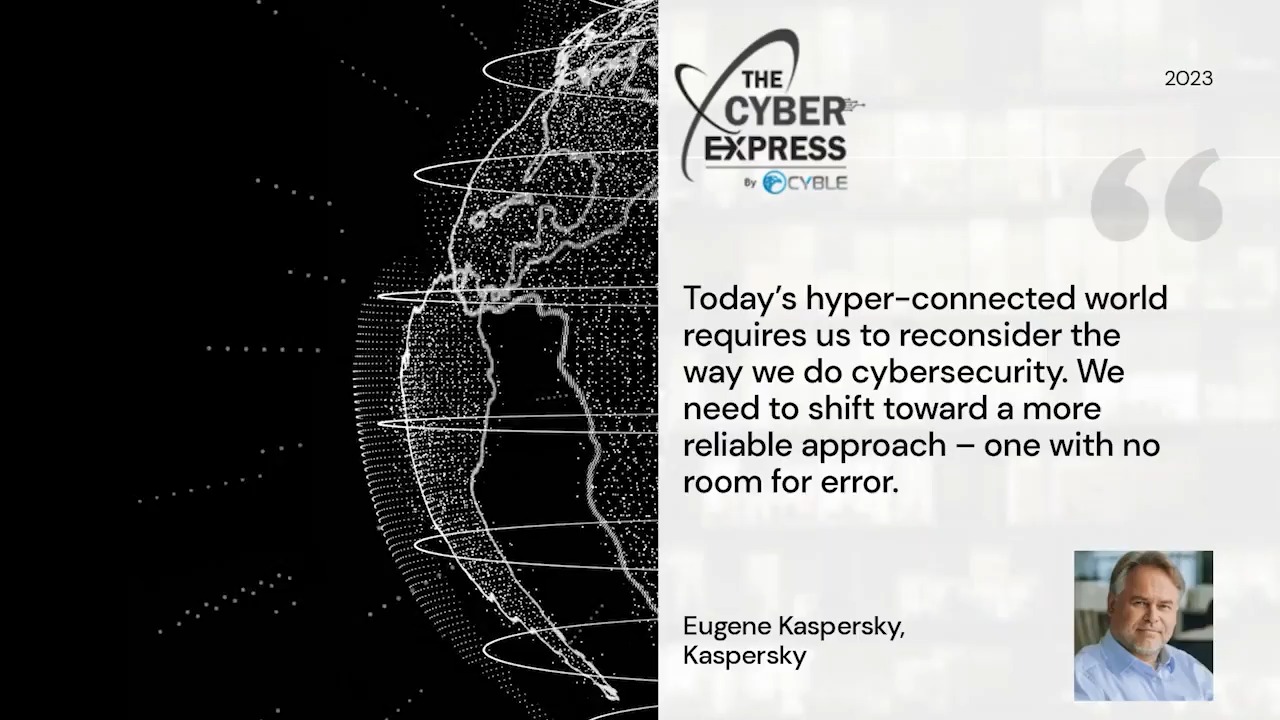 THE
CYBER
EXPRESS
By CYBLE
2023
“
Today’s hyper-connected world
requires us to reconsider the
way we do cybersecurity. We
need to shift toward a more
reliable approach – one with no
room for error.
Eugene Kaspersky,
Kaspersky